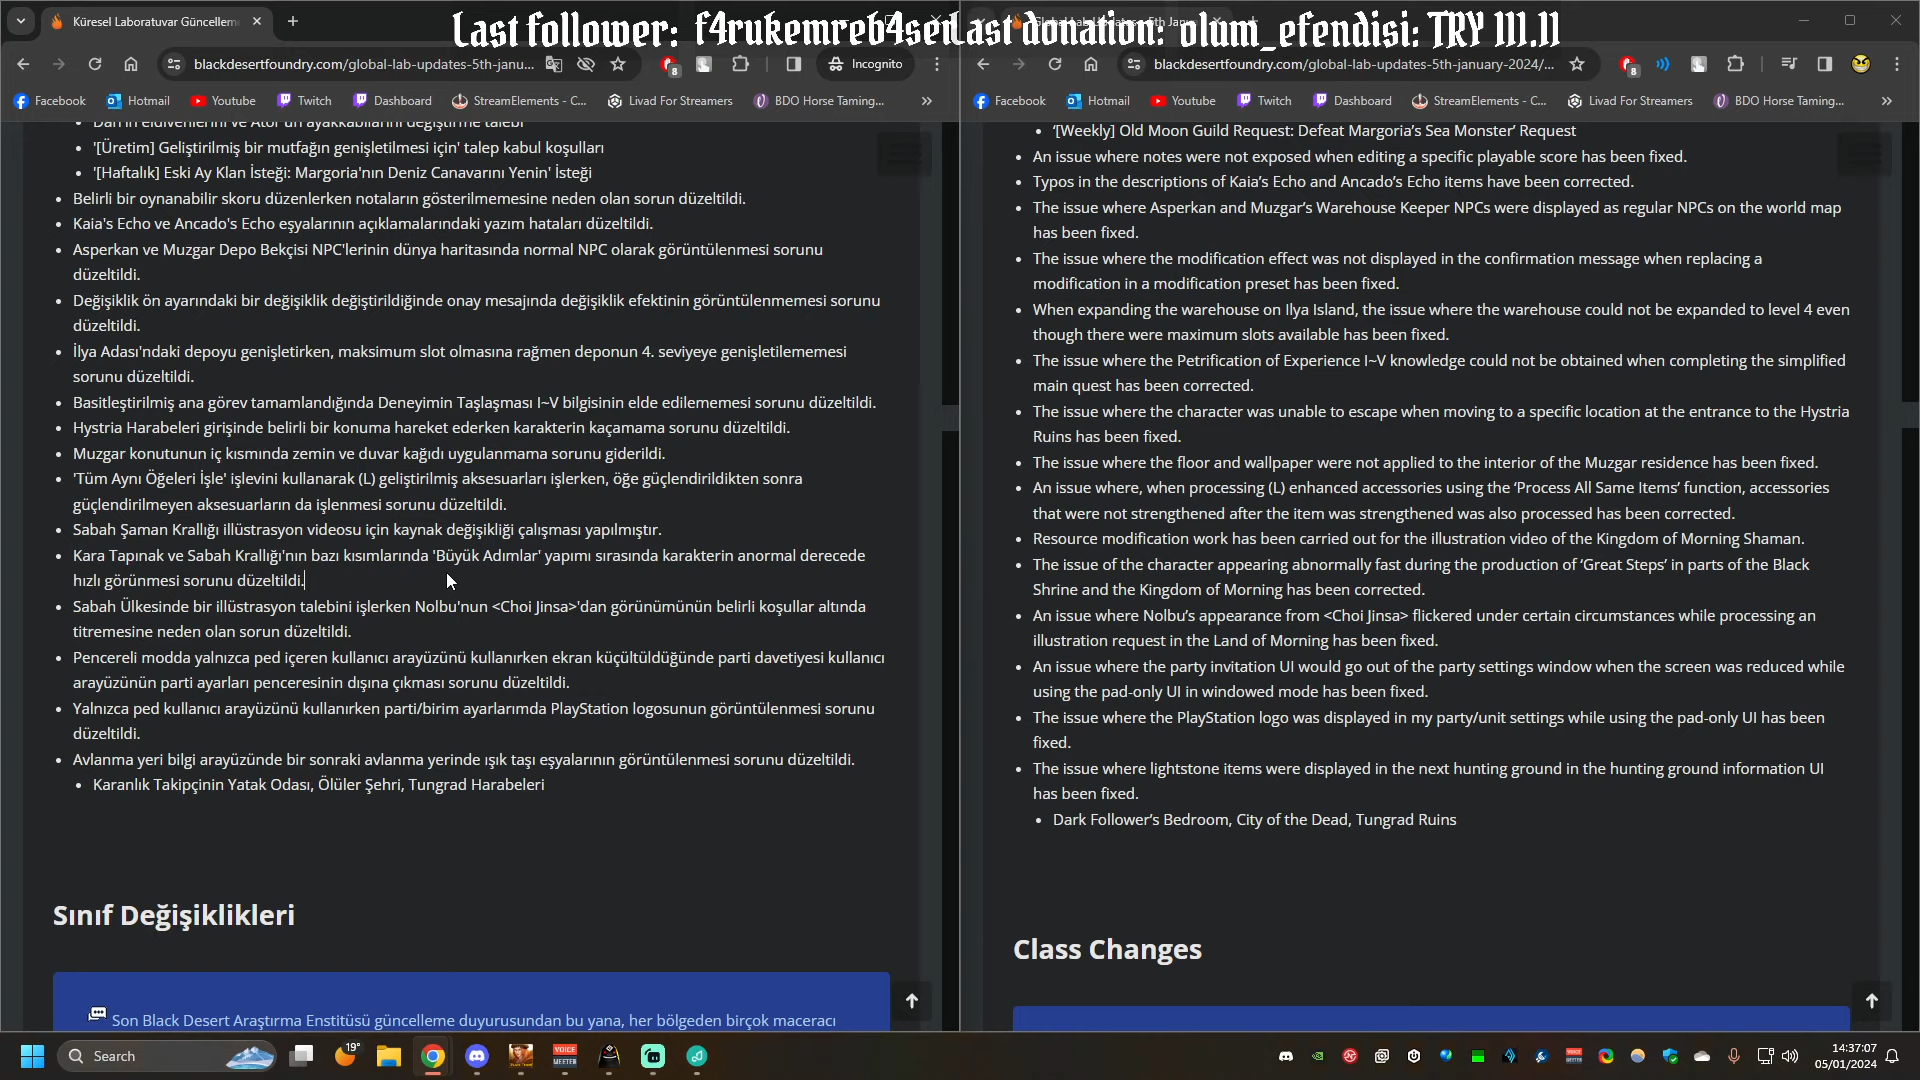 Last follower: f4rukemreb4sen
Last donation: olum_efendisi: TRY 111.11
Küresel Laboratuvar Güncelleme
blackdesertfoundry.com/global-lab-updates-5th-janu...
8
Incognito
Facebook
Hotmail
YouTube
Twitch
Dashboard
StreamElements - C...
Livad For Streamers
BDO Horse Taming...
Dari'in eldivenlerini ve Ator'un ayakkabılarını değiştirme talebi
'[Üretim] Geliştirilmiş bir mutfağın genişletilmesi için' talep kabul koşulları
'[Haftalık] Eski Ay Klan İsteği: Margoria'nın Deniz Canavarını Yenin' İsteği
Belirli bir oynanabilir skoru düzenlerken notaların gösterilmemesine neden olan sorun düzeltildi.
Kaia's Echo ve Ancado's Echo eşyalarının açıklamalarındaki yazım hataları düzeltildi.
Asperkan ve Muzgar Depo Bekçisi NPC'lerinin dünya haritasında normal NPC olarak görüntülenmesi sorunu
düzeltildi.
Değişiklik ön ayarındaki bir değişiklik değiştirildiğinde onay mesajında değişiklik efektinin görüntülenmemesi sorunu
düzeltildi.
İlya Adası'ndaki depoyu genişletirken, maksimum slot olmasına rağmen deponun 4. seviyeye genişletilememesi
sorunu düzeltildi.
Basitleştirilmiş ana görev tamamlandığında Deneyimin Taşlaşması I~V bilgisinin elde edilememesi sorunu düzeltildi.
Hystria Harabeleri girişinde belirli bir konuma hareket ederken karakterin kaçamama sorunu düzeltildi.
Muzgar konutunun iç kısmında zemin ve duvar kağıdı uygulanmama sorunu giderildi.
'Tüm Aynı Öğeleri İşle' işlevini kullanarak (L) geliştirilmiş aksesuarları işlerken, öğe güçlendirildikten sonra
güçlendirilmeyen aksesuarların da işlenmesi sorunu düzeltildi.
Sabah Şaman Krallığı illüstrasyon videosu için kaynak değişikliği çalışması yapılmıştır.
Kara Tapınak ve Sabah Krallığı'nın bazı kısımlarında 'Büyük Adımlar' yapımı sırasında karakterin anormal derecede
hızlı görünmesi sorunu düzeltildi.
Sabah Ülkesinde bir illüstrasyon talebini işlerken Nolbu'nun <Choi Jinsa>'dan görünümünün belirli koşullar altında
titremesine neden olan sorun düzeltildi.
Pencereli modda yalnızca ped içeren kullanıcı arayüzünü kullanırken ekran küçültüldüğünde parti davetiyesi kullanıcı
arayüzünün parti ayarları penceresinin dışına çıkması sorunu düzeltildi.
Yalnızca ped kullanıcı arayüzünü kullanırken parti/birim ayarlarımda PlayStation logosunun görüntülenmesi sorunu
düzeltildi.
Avlanma yeri bilgi arayüzünde bir sonraki avlanma yerinde ışık taşı eşyalarının görüntülenmesi sorunu düzeltildi.
Karanlık Takipçinin Yatak Odası, Ölüler Şehri, Tungrad Harabeleri
Sınıf Değişiklikleri
Son Black Desert Araştırma Enstitüsü güncelleme duyurusundan bu yana, her bölgeden birçok maceracı
blackdesertfoundry.com/global-lab-updates-5th-january-2024/...
8
Facebook
Hotmail
YouTube
Twitch
Dashboard
StreamElements - C...
Livad For Streamers
BDO Horse Taming...
'[Weekly] Old Moon Guild Request: Defeat Margoria's Sea Monster' Request
An issue where notes were not exposed when editing a specific playable score has been fixed.
Typos in the descriptions of Kaia's Echo and Ancado's Echo items have been corrected.
The issue where Asperkan and Muzgar's Warehouse Keeper NPCs were displayed as regular NPCs on the world map
has been fixed.
The issue where the modification effect was not displayed in the confirmation message when replacing a
modification in a modification preset has been fixed.
When expanding the warehouse on Ilya Island, the issue where the warehouse could not be expanded to level 4 even
though there were maximum slots available has been fixed.
The issue where the Petrification of Experience I~V knowledge could not be obtained when completing the simplified
main quest has been corrected.
The issue where the character was unable to escape when moving to a specific location at the entrance to the Hystria
Ruins has been fixed.
The issue where the floor and wallpaper were not applied to the interior of the Muzgar residence has been fixed.
An issue where, when processing (L) enhanced accessories using the 'Process All Same Items' function, accessories
that were not strengthened after the item was strengthened was also processed has been corrected.
Resource modification work has been carried out for the illustration video of the Kingdom of Morning Shaman.
The issue of the character appearing abnormally fast during the production of 'Great Steps' in parts of the Black
Shrine and the Kingdom of Morning has been corrected.
An issue where Nolbu's appearance from <Choi Jinsa> flickered under certain circumstances while processing an
illustration request in the Land of Morning has been fixed.
An issue where the party invitation UI would go out of the party settings window when the screen was reduced while
using the pad-only UI in windowed mode has been fixed.
The issue where the PlayStation logo was displayed in my party/unit settings while using the pad-only UI has been
fixed.
The issue where lightstone items were displayed in the next hunting ground in the hunting ground information UI
has been fixed.
Dark Follower's Bedroom, City of the Dead, Tungrad Ruins
Class Changes
Search
19°
VOICE
MEETER
14:37:07
05/01/2024